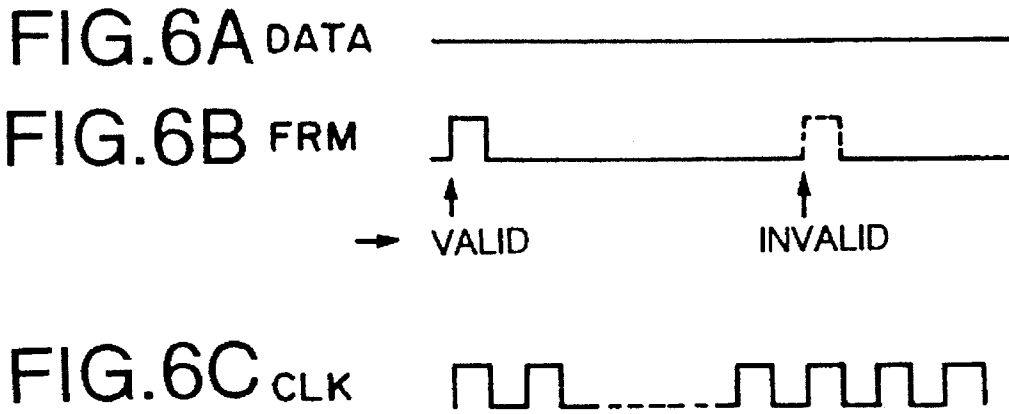 FIG.6A DATA
FIG.6B FRM
VALID INVALID
FIG.6C CLK